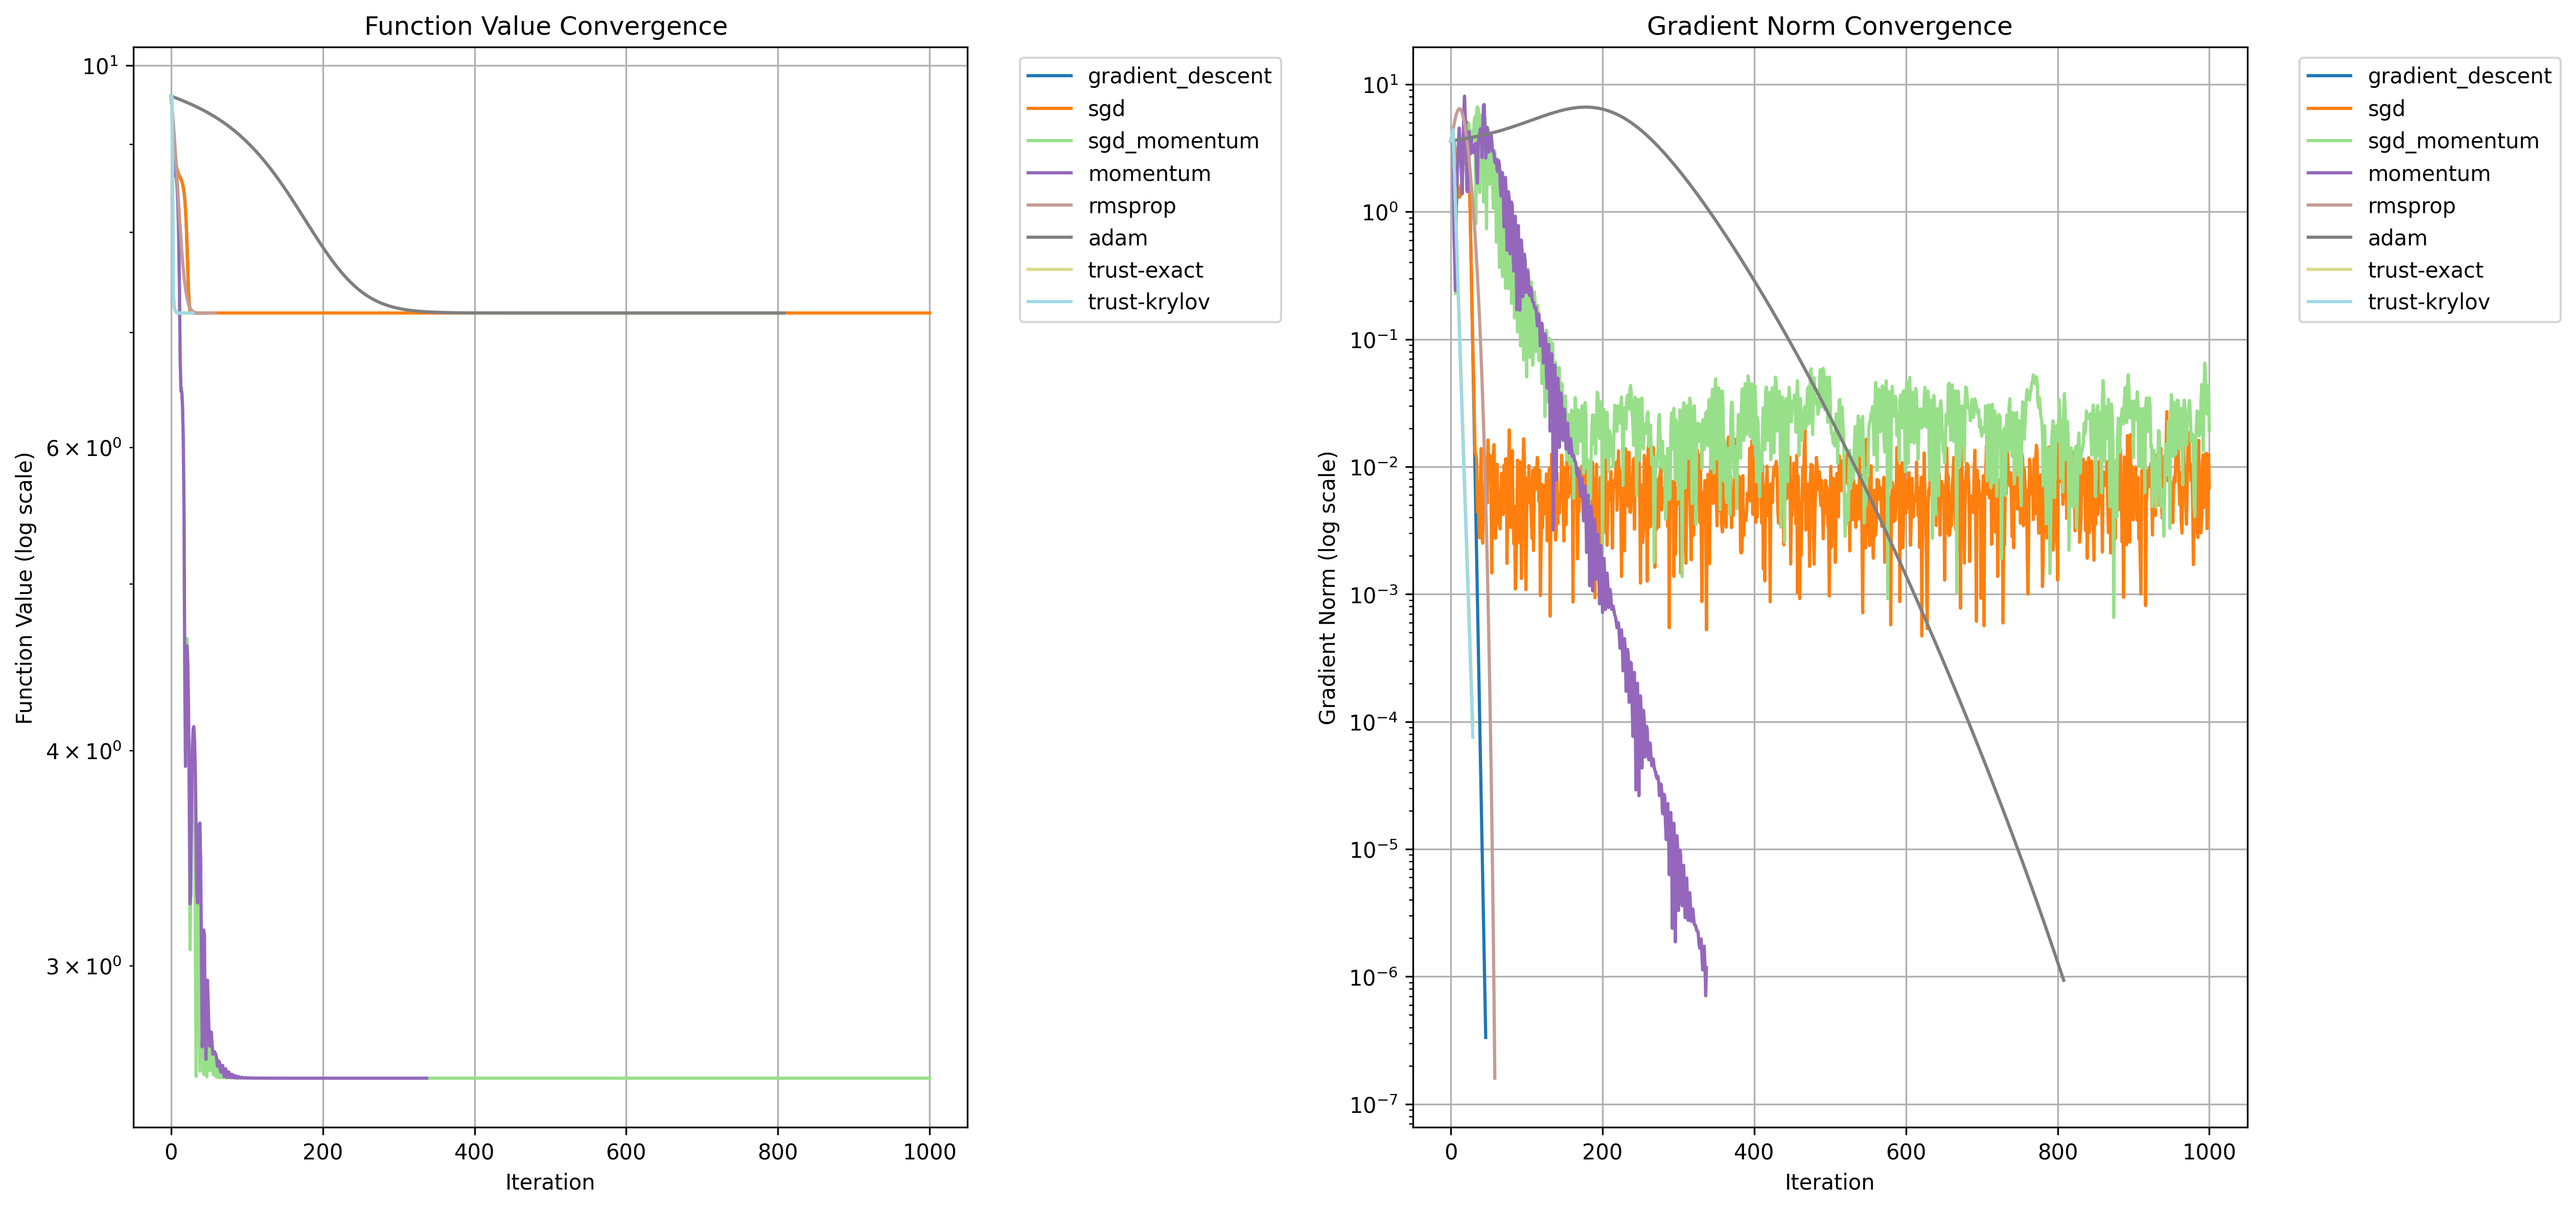 Function Value Convergence
10¹
6 × 10⁰
4 × 10⁰
3 × 10⁰
Function Value (log scale)
0 200 400 600 800 1000
Iteration
gradient_descent
sgd
sgd_momentum
momentum
rmsprop
adam
trust-exact
trust-krylov
Gradient Norm Convergence
10¹
10⁰
10⁻¹
10⁻²
10⁻³
10⁻⁴
10⁻⁵
10⁻⁶
10⁻⁷
Gradient Norm (log scale)
0 200 400 600 800 1000
Iteration
gradient_descent
sgd
sgd_momentum
momentum
rmsprop
adam
trust-exact
trust-krylov